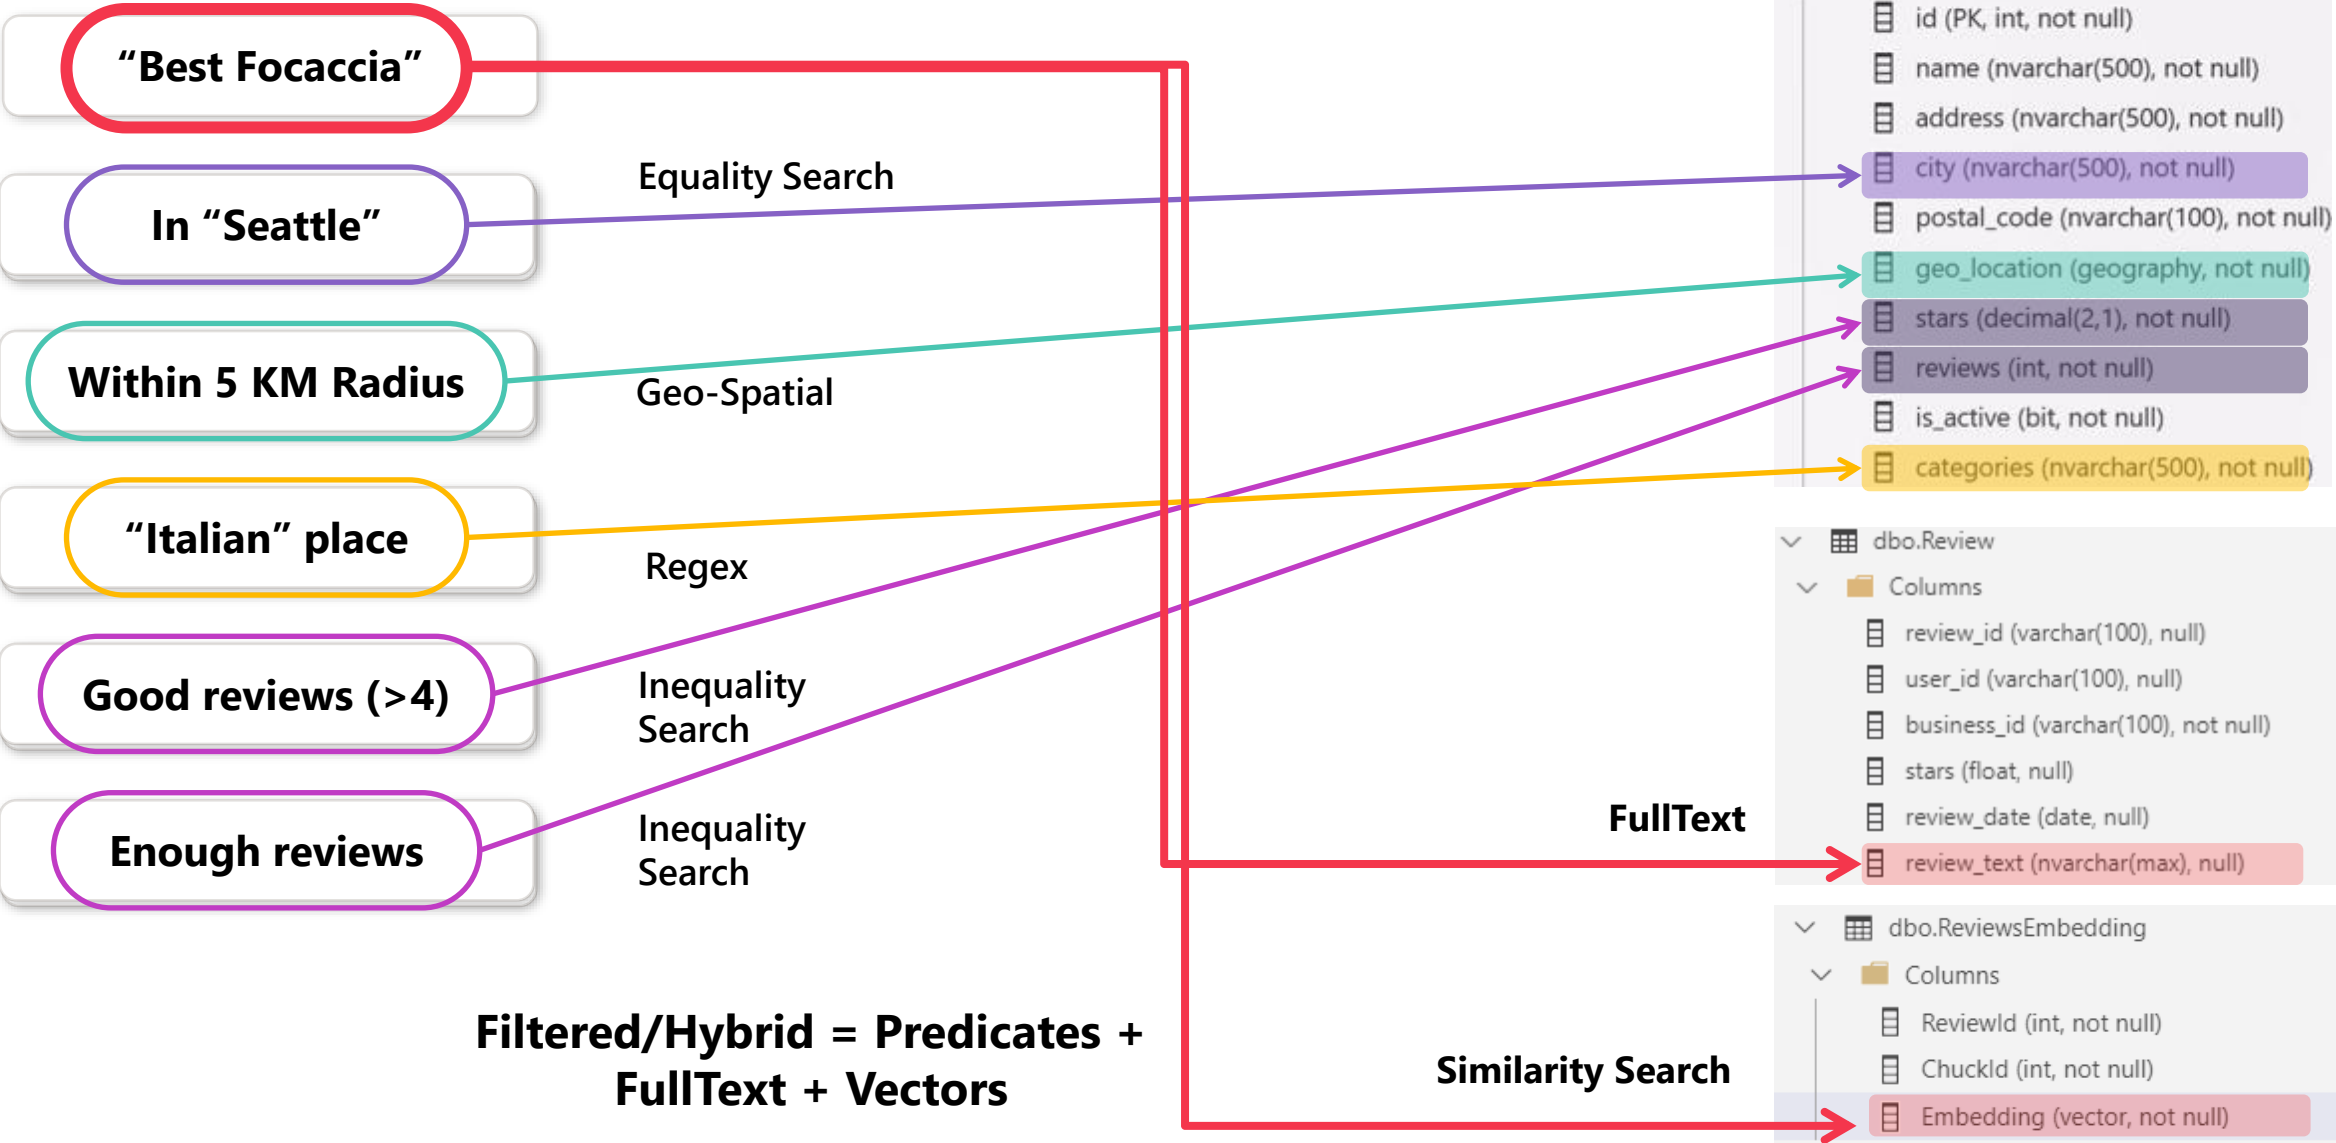 “Best Focaccia”
In “Seattle”
Within 5 KM Radius
“Italian” place
Good reviews (>4)
Enough reviews
Equality Search
Geo-Spatial
Regex
Inequality
Search
Inequality
Search
Filtered/Hybrid = Predicates +
FullText + Vectors
FullText
Similarity Search
id (PK, int, not null)
name (nvarchar(500), not null)
address (nvarchar(500), not null)
city (nvarchar(500), not null)
postal_code (nvarchar(100), not null)
geo_location (geography, not null)
stars (decimal(2,1), not null)
reviews (int, not null)
is_active (bit, not null)
categories (nvarchar(500), not null)
dbo.Review
Columns
review_id (varchar(100), null)
user_id (varchar(100), null)
business_id (varchar(100), not null)
stars (float, null)
review_date (date, null)
review_text (nvarchar(max), null)
dbo.ReviewsEmbedding
Columns
ReviewId (int, not null)
ChuckId (int, not null)
Embedding (vector, not null)